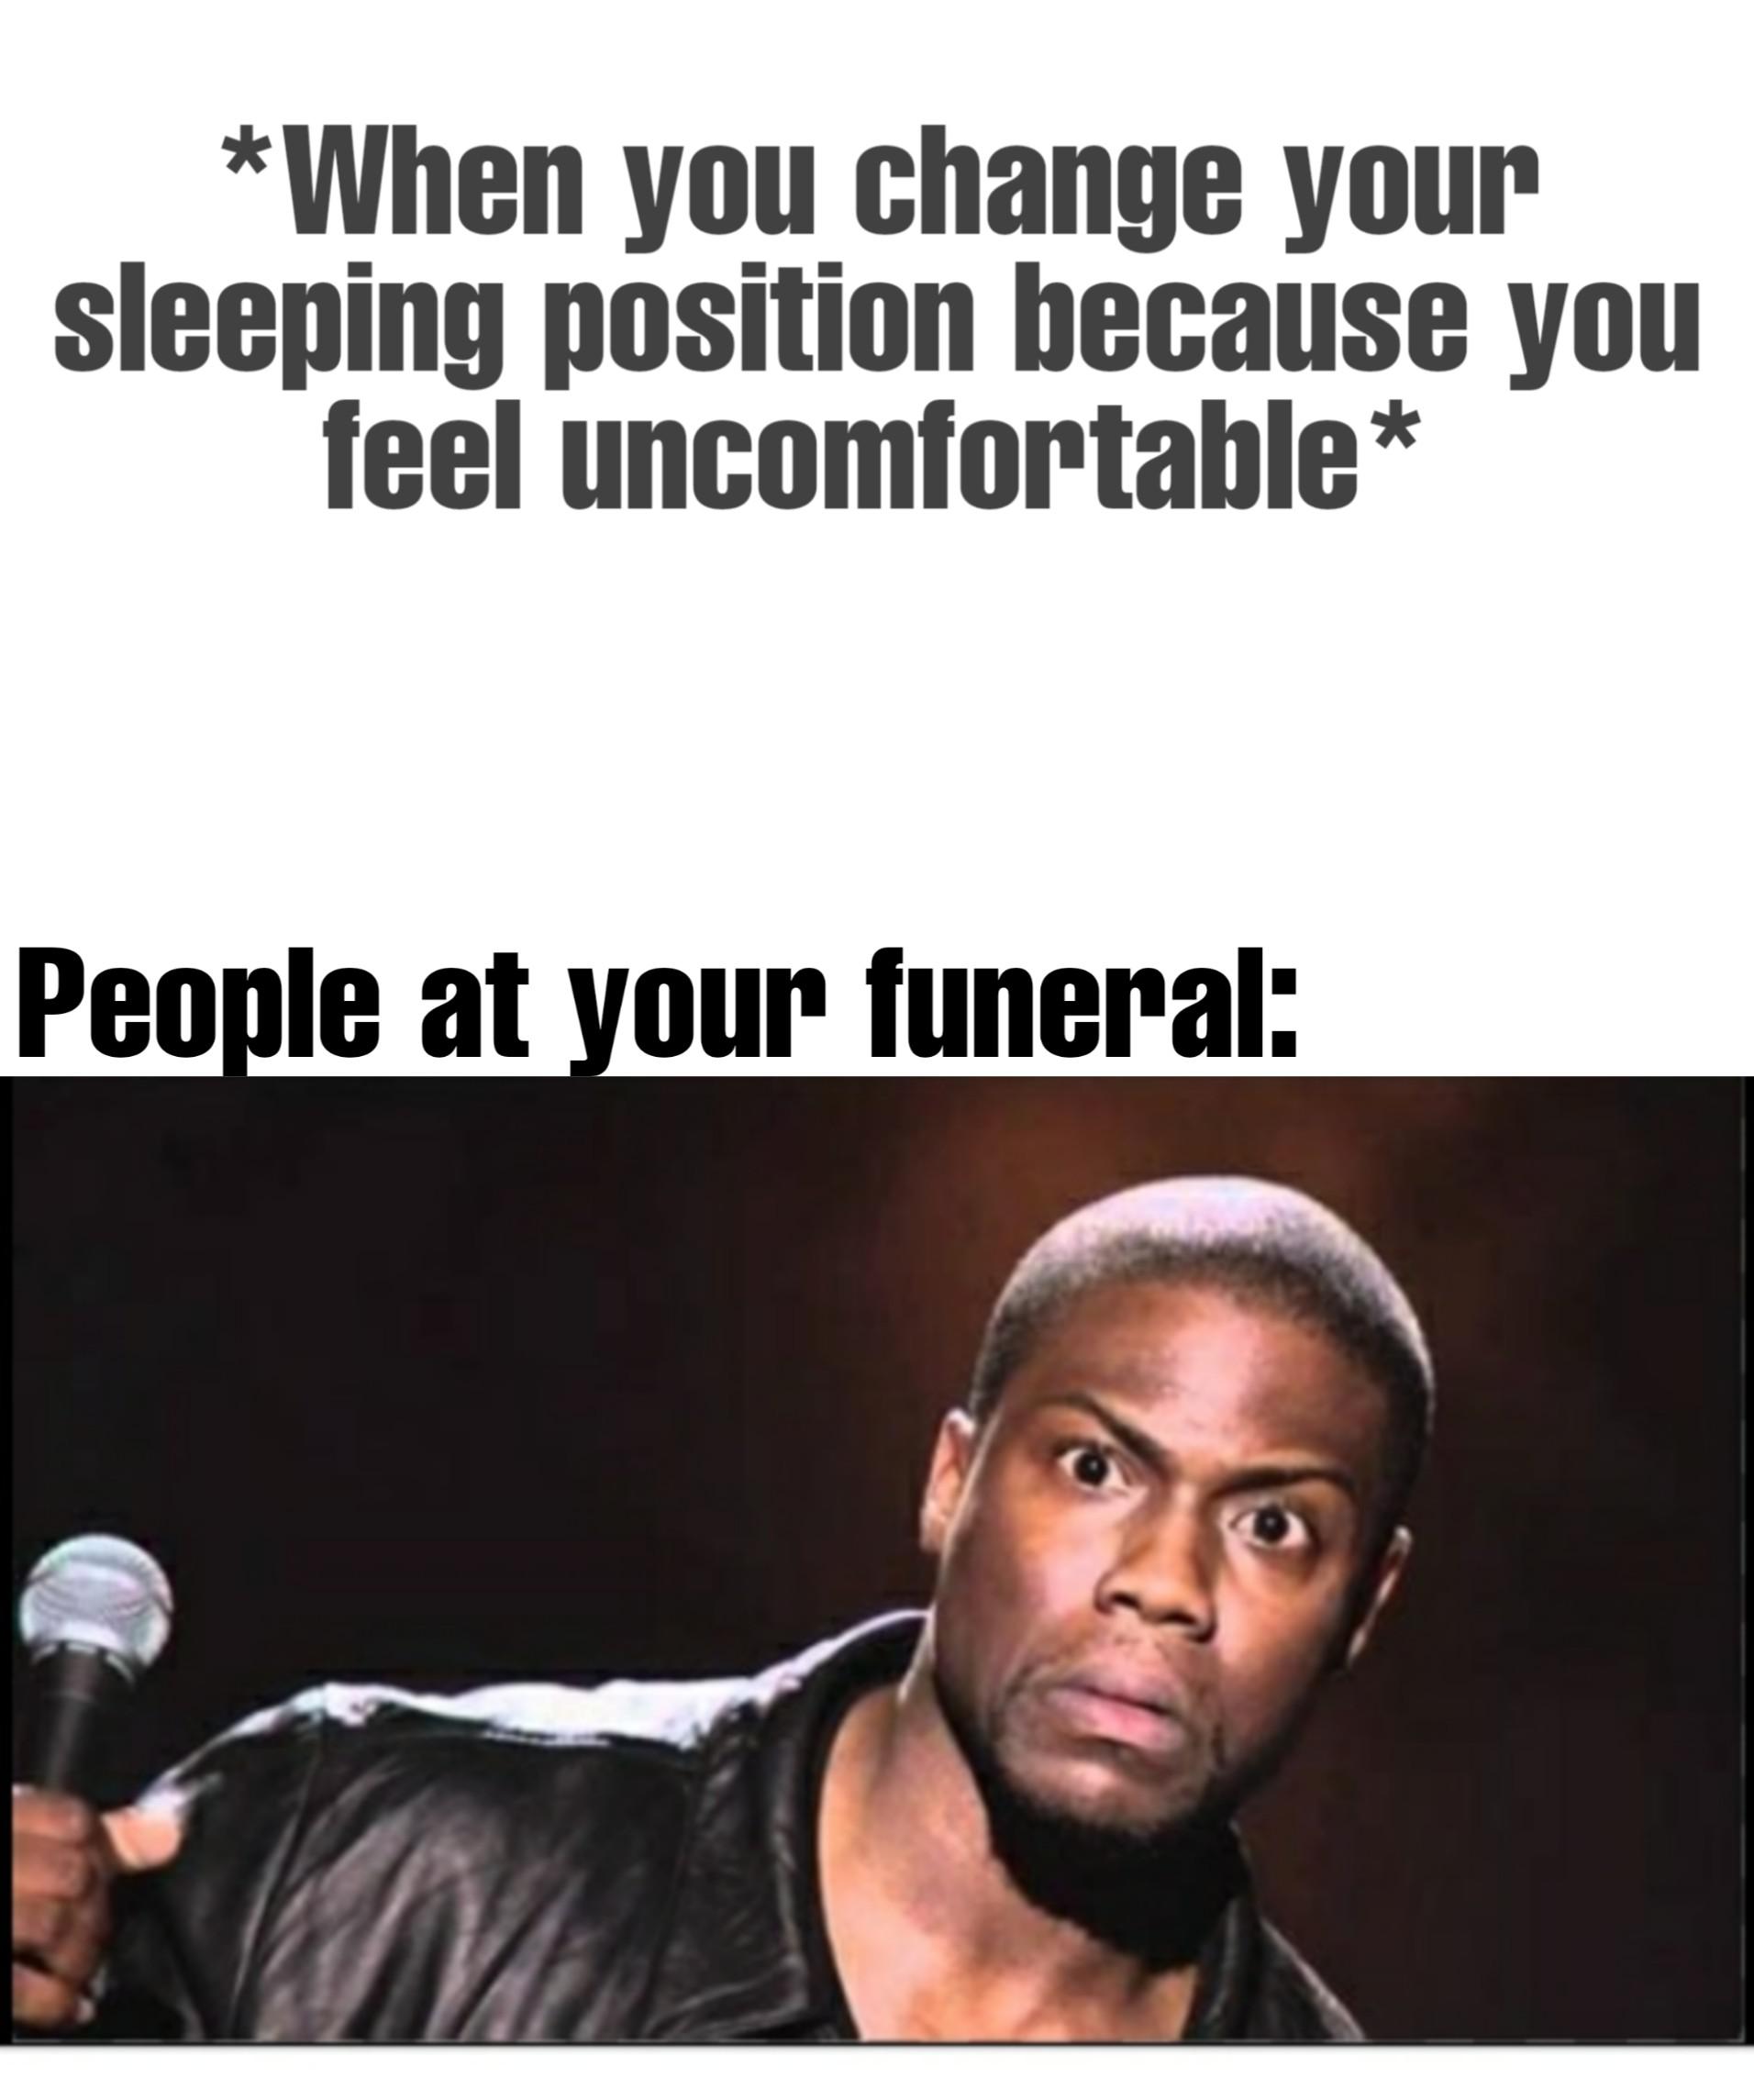 *When you change your
sleeping position because you
feel uncomfortable*
People at your funeral: